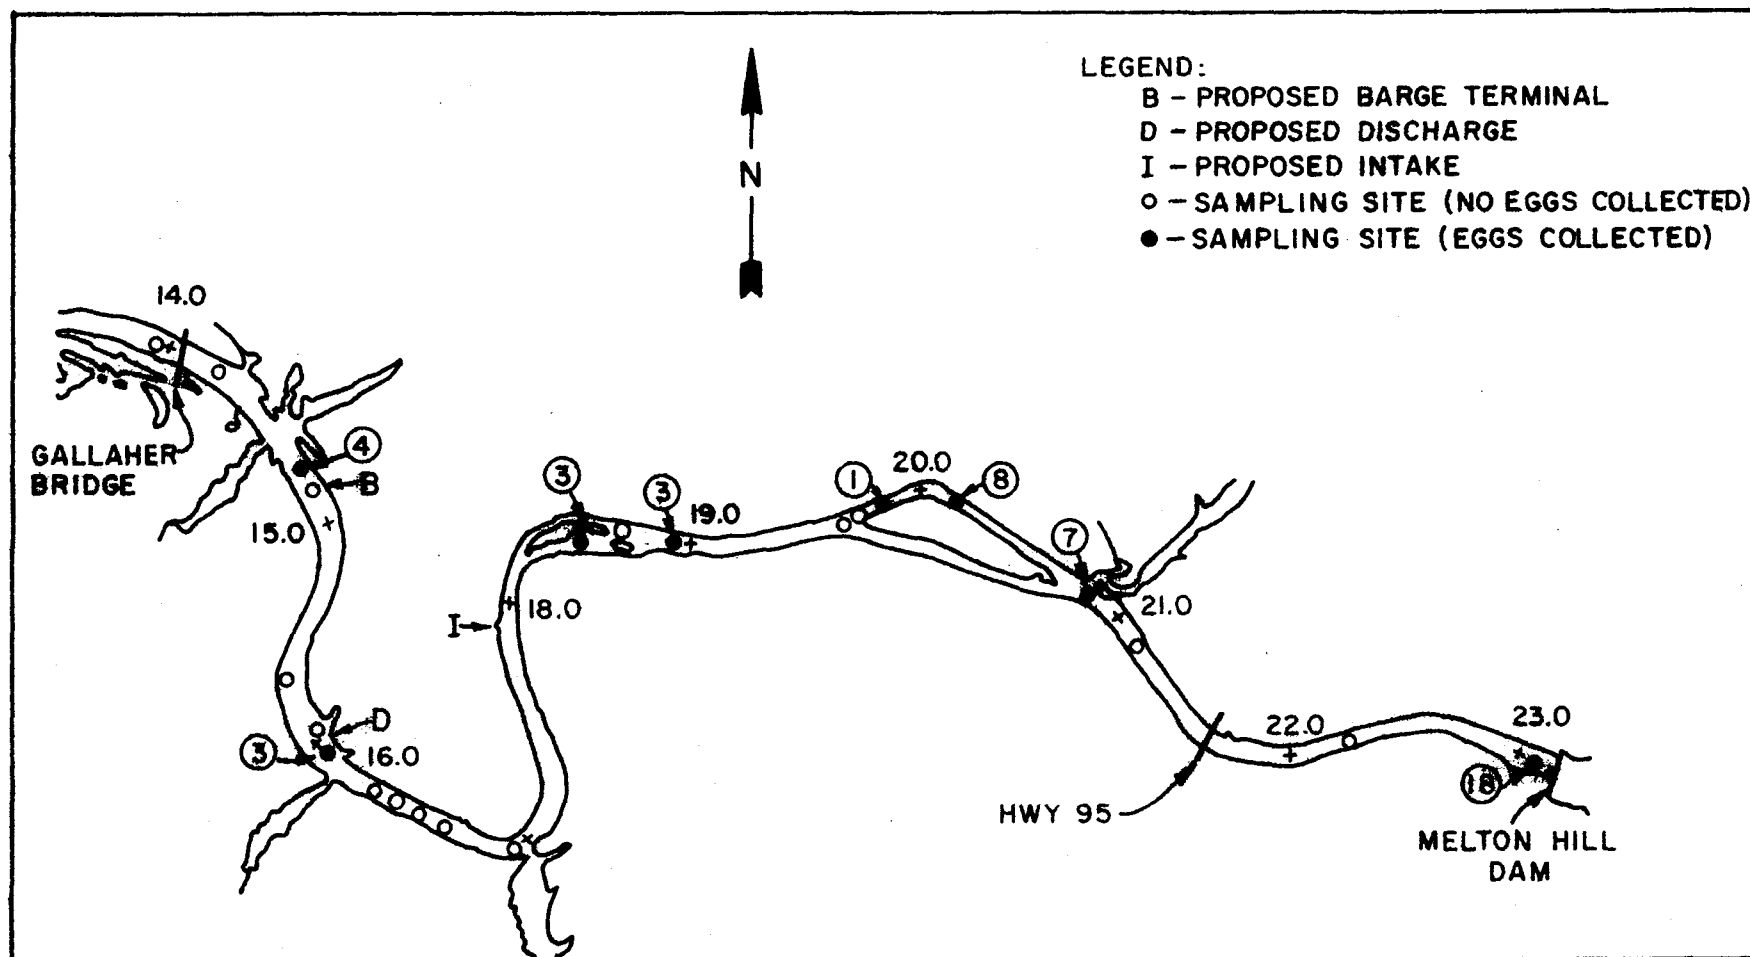 LEGEND:
B - PROPOSED BARGE TERMINAL
D - PROPOSED DISCHARGE
I - PROPOSED INTAKE
O - SAMPLING SITE (NO EGGS COLLECTED)
● - SAMPLING SITE (EGGS COLLECTED)
N
14.0
GALLAHER
BRIDGE
4
B
15.0
3
3
19.0
1
20.0
8
7
21.0
I
18.0
D
3
16.0
22.0
23.0
18
HWY 95
MELTON HILL
DAM